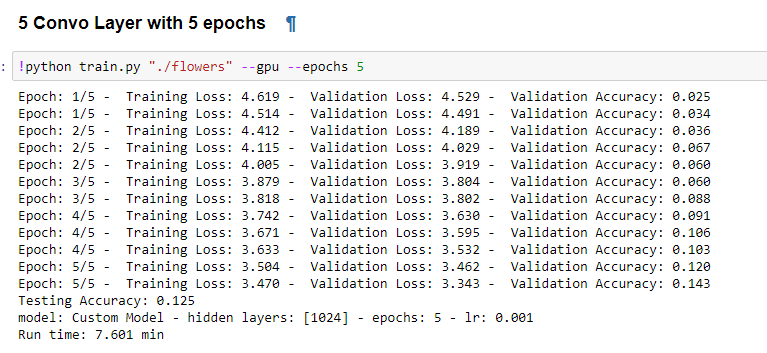 5 Convo Layer with 5 epochs ¶
: !python train.py "./flowers" --gpu --epochs 5
Epoch: 1/5 -  Training Loss: 4.619 -  Validation Loss: 4.529 -  Validation Accuracy: 0.025
Epoch: 1/5 -  Training Loss: 4.514 -  Validation Loss: 4.491 -  Validation Accuracy: 0.034
Epoch: 2/5 -  Training Loss: 4.412 -  Validation Loss: 4.189 -  Validation Accuracy: 0.036
Epoch: 2/5 -  Training Loss: 4.115 -  Validation Loss: 4.029 -  Validation Accuracy: 0.067
Epoch: 2/5 -  Training Loss: 4.005 -  Validation Loss: 3.919 -  Validation Accuracy: 0.060
Epoch: 3/5 -  Training Loss: 3.879 -  Validation Loss: 3.804 -  Validation Accuracy: 0.060
Epoch: 3/5 -  Training Loss: 3.818 -  Validation Loss: 3.802 -  Validation Accuracy: 0.088
Epoch: 4/5 -  Training Loss: 3.742 -  Validation Loss: 3.630 -  Validation Accuracy: 0.091
Epoch: 4/5 -  Training Loss: 3.671 -  Validation Loss: 3.595 -  Validation Accuracy: 0.106
Epoch: 4/5 -  Training Loss: 3.633 -  Validation Loss: 3.532 -  Validation Accuracy: 0.103
Epoch: 5/5 -  Training Loss: 3.504 -  Validation Loss: 3.462 -  Validation Accuracy: 0.120
Epoch: 5/5 -  Training Loss: 3.470 -  Validation Loss: 3.343 -  Validation Accuracy: 0.143
Testing Accuracy: 0.125
model: Custom Model - hidden layers: [1024] - epochs: 5 - lr: 0.001
Run time: 7.601 min